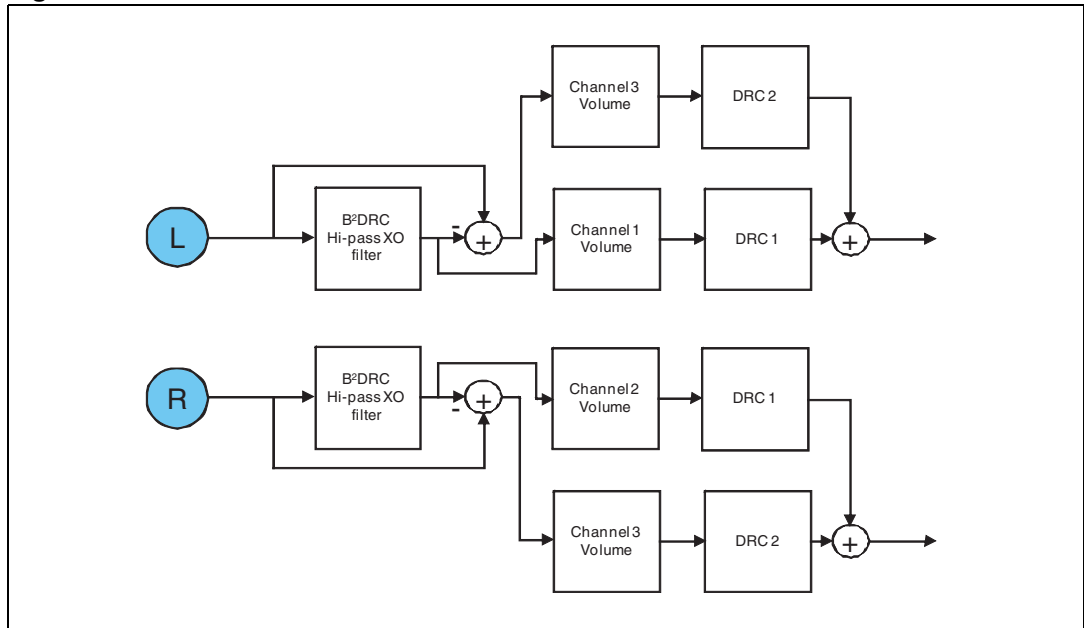 Channel 3
Volume
DRC 2
L
B²DRC
Hi-pass XO
filter
-
+
Channel 1
Volume
DRC 1
+
R
B²DRC
Hi-pass XO
filter
-
+
Channel 2
Volume
DRC 1
Channel 3
Volume
DRC 2
+